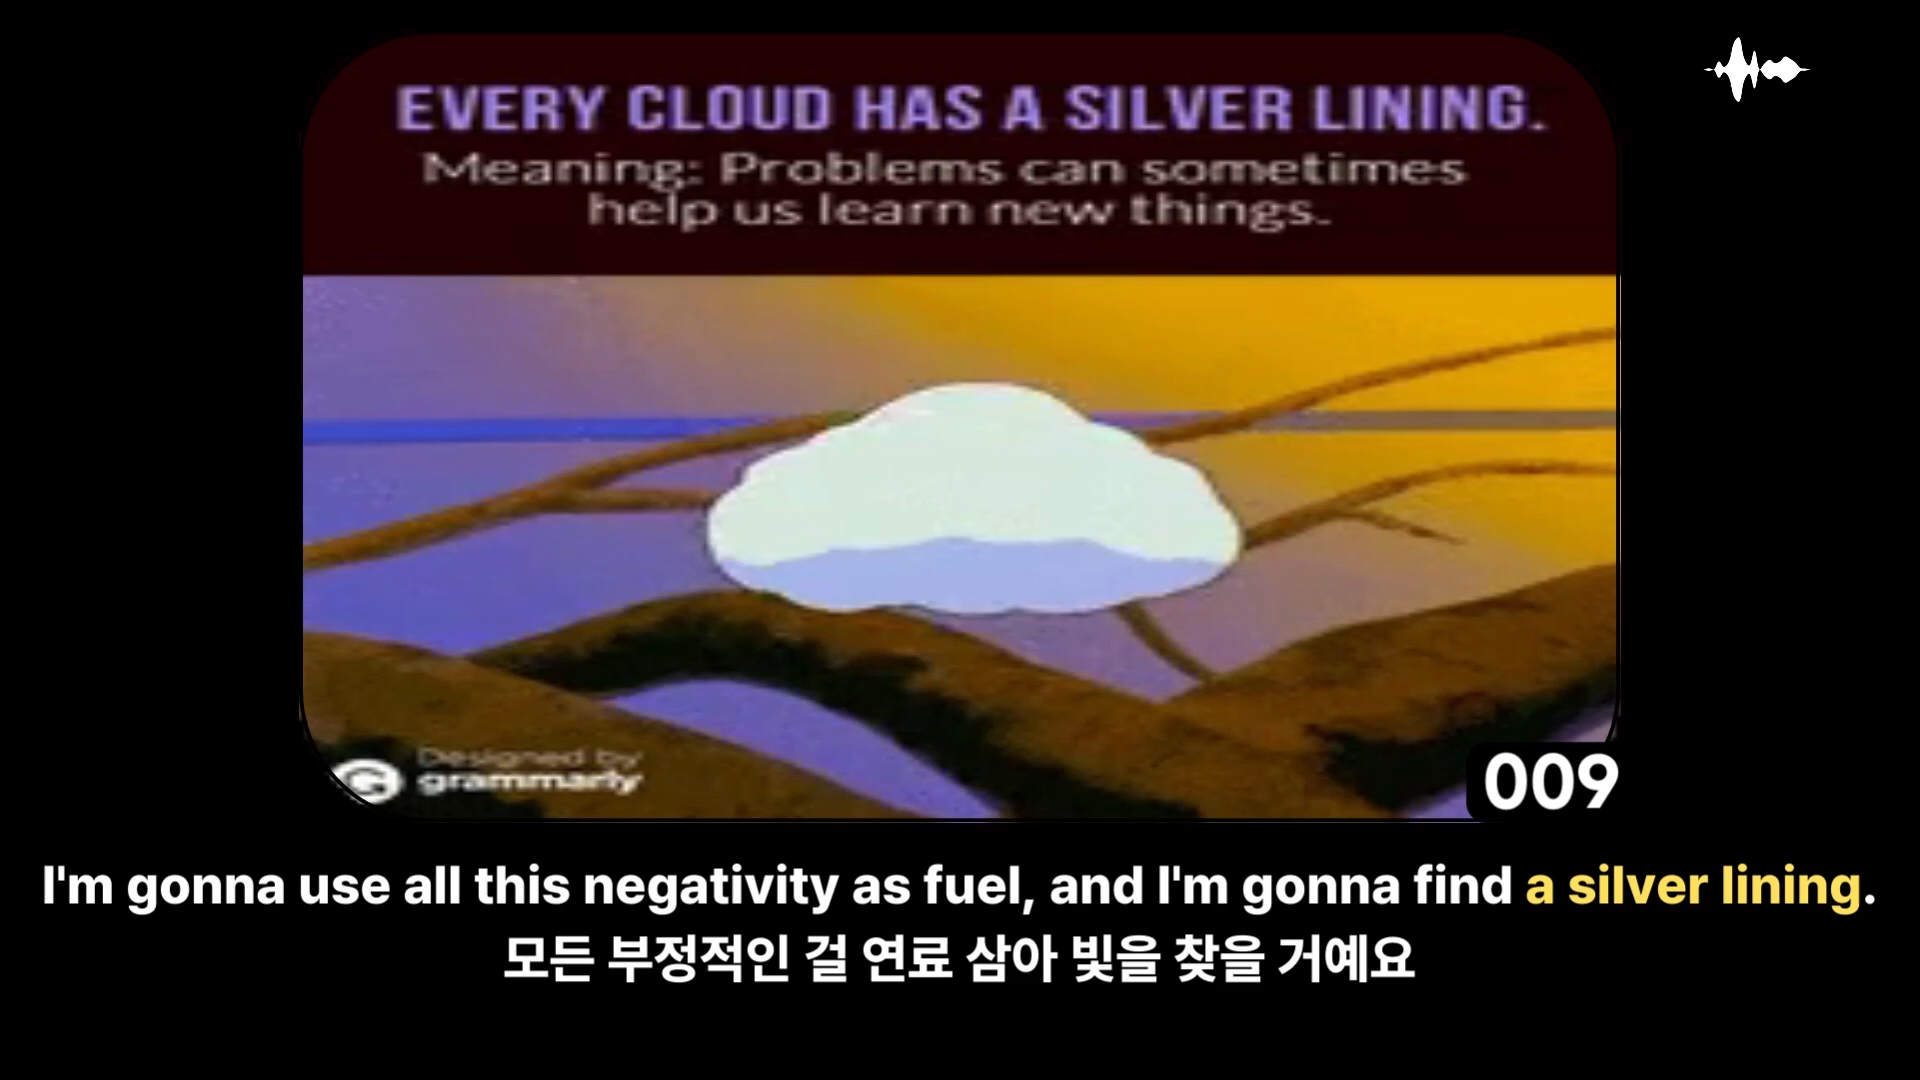 EVERY CLOUD HAS A SILVER LINING.
Meaning: Problems can sometimes
help us learn new things.
Designed by
grammarly
009
I'm gonna use all this negativity as fuel, and I'm gonna find a silver lining.
모든 부정적인 걸 연료 삼아 빛을 찾을 거예요